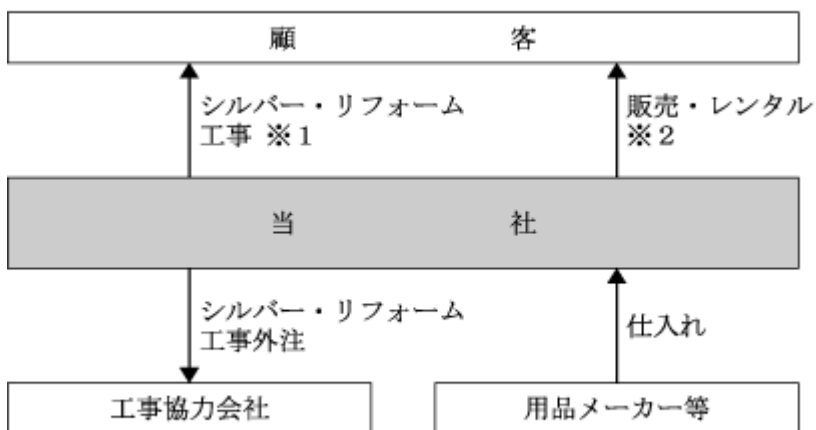 顧客
シルバー・リフォーム
工事 ※1
販売・レンタル
※2
当社
シルバー・リフォーム
工事外注
仕入れ
工事協力会社
用品メーカー等